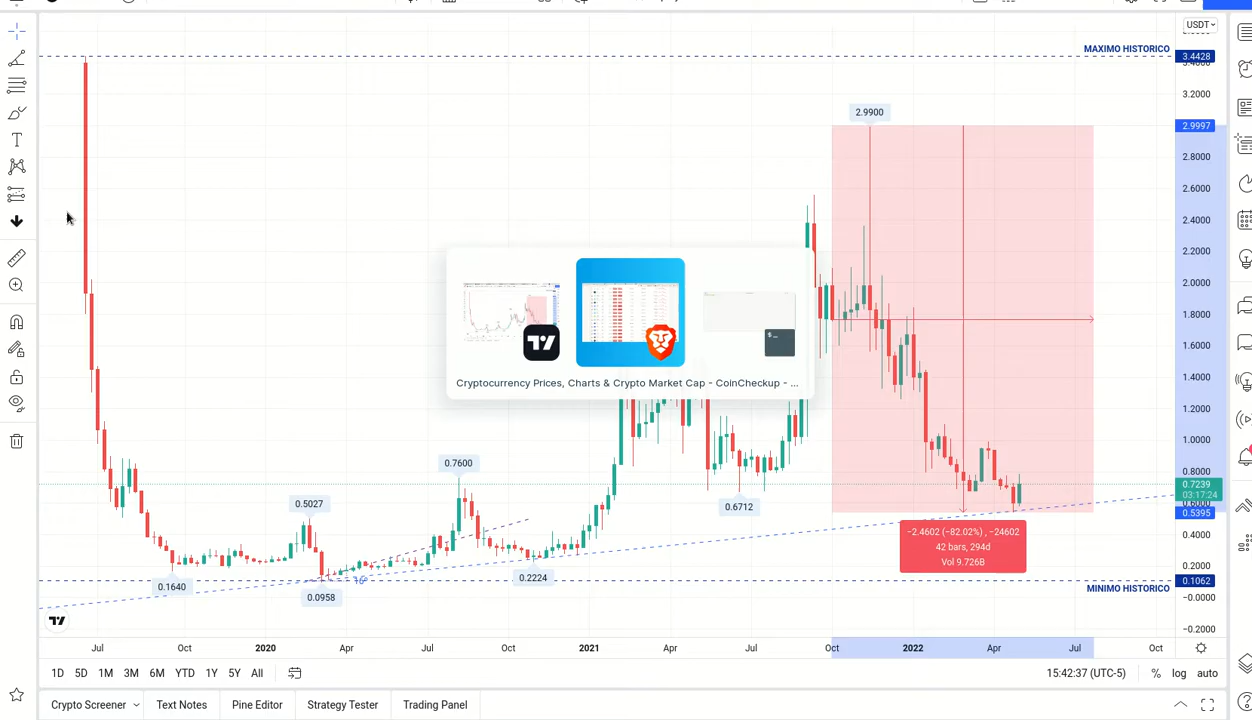 USDT
MAXIMO HISTORICO
3.4428
3.2000
2.9997
2.9900
2.8000
2.6000
2.4000
2.2000
2.0000
1.8000
1.6000
1.4000
1.2000
1.0000
0.8000
0.7239
03:17:24
0.5395
0.4000
0.2000
0.1062
MINIMO HISTORICO
−0.0000
−0.2000
Cryptocurrency Prices, Charts & Crypto Market Cap - CoinCheckup - ...
0.7600
0.5027
0.6712
0.1640
0.0958
0.2224
−2.4602 (−82.02%) , −24602
42 bars, 294d
Vol 9.726B
Jul Oct 2020 Apr Jul Oct 2021 Apr Jul Oct 2022 Apr Jul Oct
1D 5D 1M 3M 6M YTD 1Y 5Y All
15:42:37 (UTC-5) % log auto
Crypto Screener Text Notes Pine Editor Strategy Tester Trading Panel